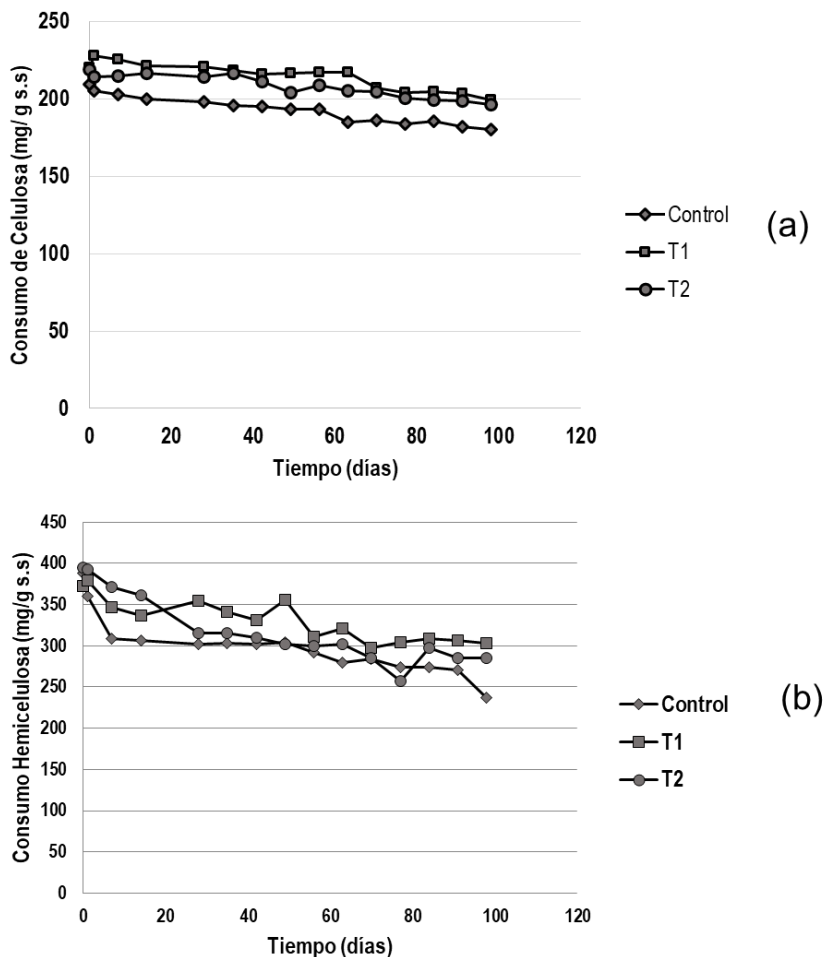 Consumo de Celulosa (mg/ g s.s)
250
200
150
100
50
0
0 20 40 60 80 100 120
Tiempo (días)
Control
T1
T2
(a)
Consumo Hemicelulosa (mg/g s.s)
450
400
350
300
250
200
150
100
50
0
0 20 40 60 80 100 120
Tiempo (días)
Control
T1
T2
(b)